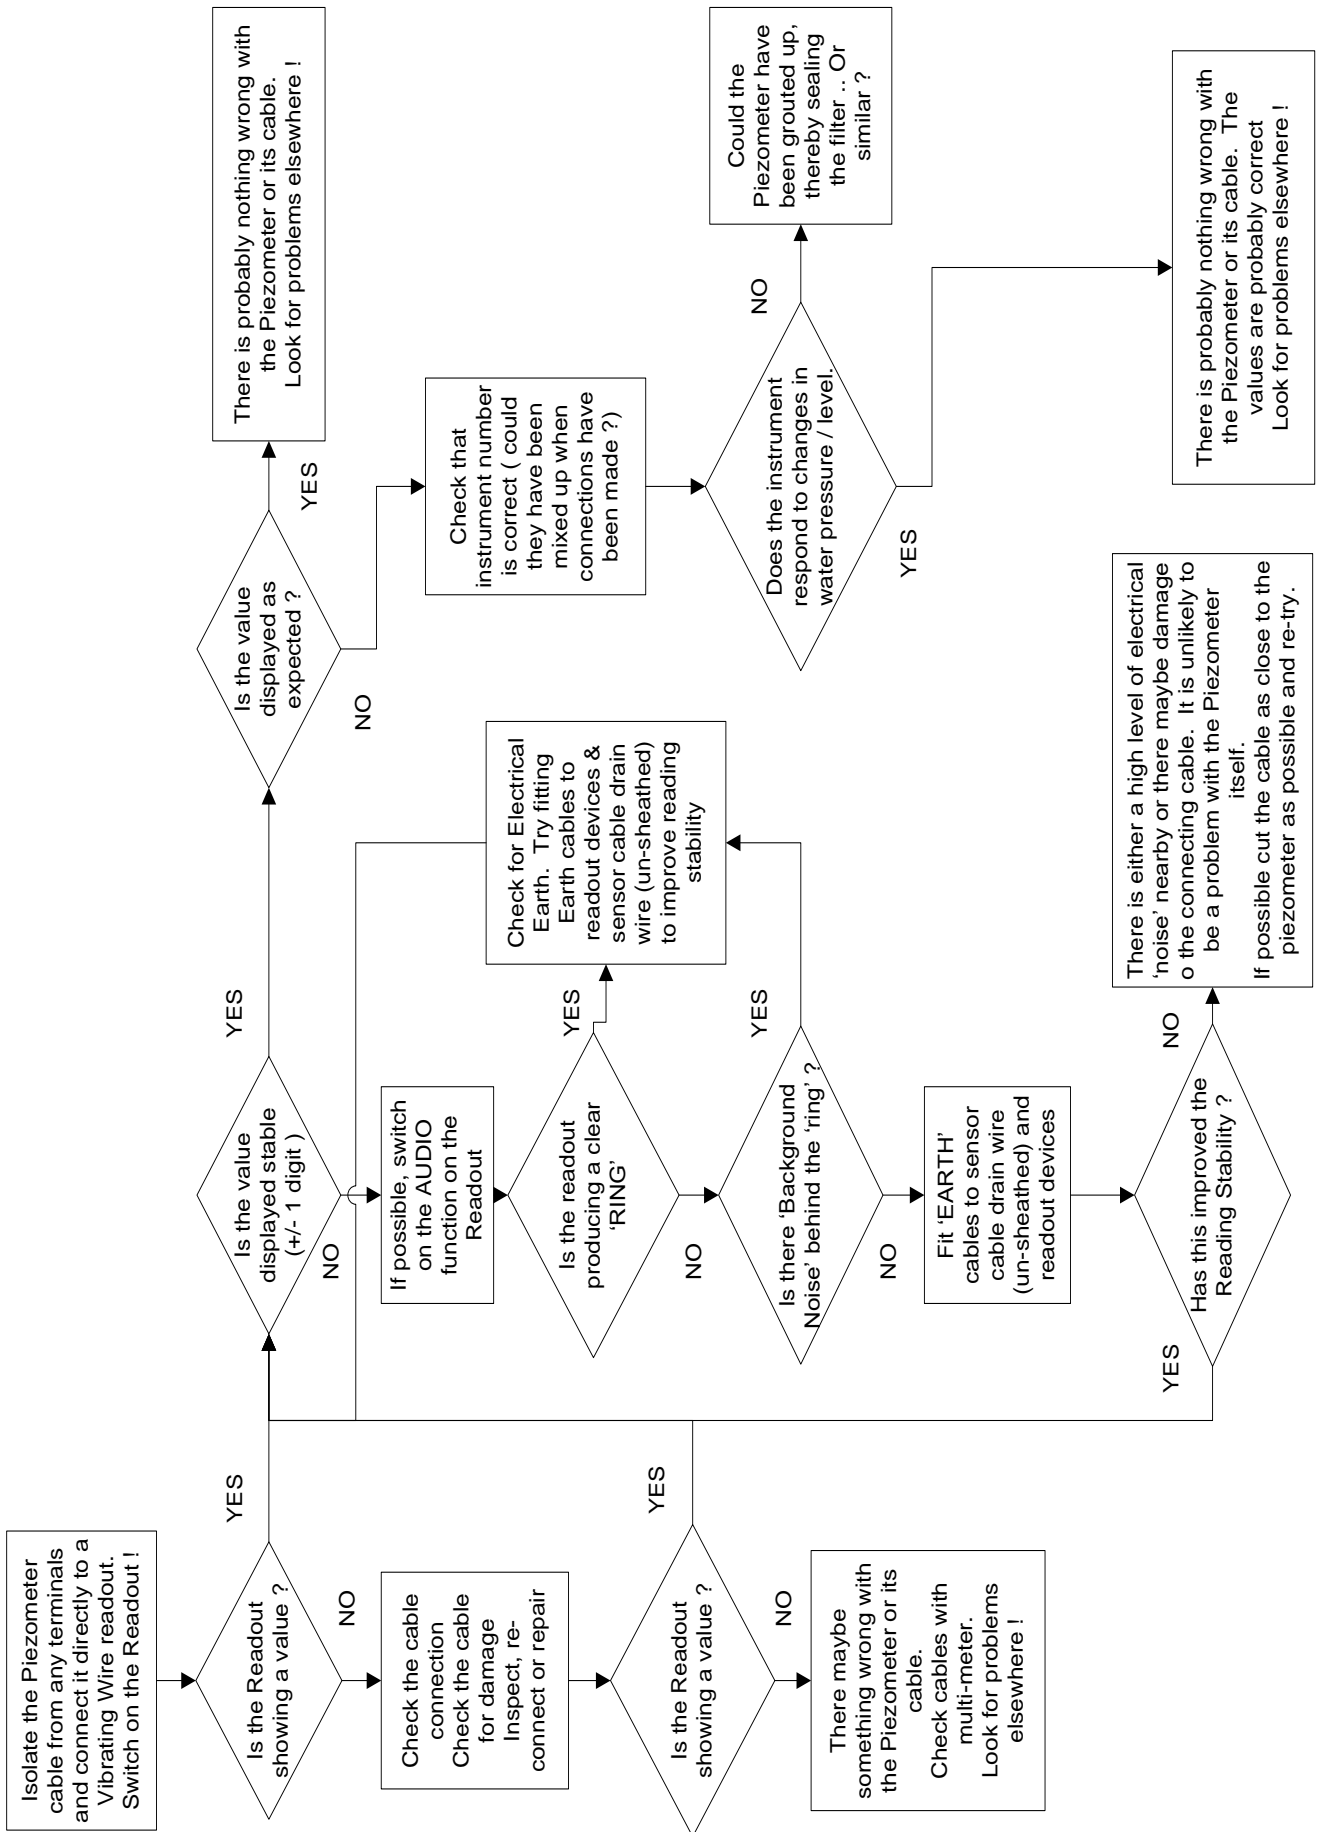 Isolate the Piezometer
cable from any terminals
and connect it directly to a
Vibrating Wire readout.
Switch on the Readout !
Is the Readout
showing a value ?
YES
NO
Check the cable
connection
Check the cable
for damage
Inspect, re-
connect or repair
Is the Readout
showing a value ?
YES
NO
There maybe
something wrong with
the Piezometer or its
cable.
Check cables with
multi-meter.
Look for problems
elsewhere !
Is the value
displayed stable
(+/- 1 digit )
YES
NO
If possible, switch
on the AUDIO
function on the
Readout
Is the readout
producing a clear
‘RING’
YES
NO
Is there ‘Background
Noise’ behind the ‘ring’ ?
YES
NO
Fit ‘EARTH’
cables to sensor
cable drain wire
(un-sheathed) and
readout devices
Has this improved the
Reading Stability ?
YES
NO
Check for Electrical
Earth. Try fitting
Earth cables to
readout devices &
sensor cable drain
wire (un-sheathed)
to improve reading
stability
There is either a high level of electrical
‘noise’ nearby or there maybe damage
o the connecting cable. It is unlikely to
be a problem with the Piezometer
itself.
If possible cut the cable as close to the
piezometer as possible and re-try.
Is the value
displayed as
expected ?
YES
NO
There is probably nothing wrong with
the Piezometer or its cable.
Look for problems elsewhere !
Check that
instrument number
is correct ( could
they have been
mixed up when
connections have
been made ?)
Does the instrument
respond to changes in
water pressure / level.
NO
YES
Could the
Piezometer have
been grouted up,
thereby sealing
the filter .. Or
similar ?
There is probably nothing wrong with
the Piezometer or its cable. The
values are probably correct
Look for problems elsewhere !